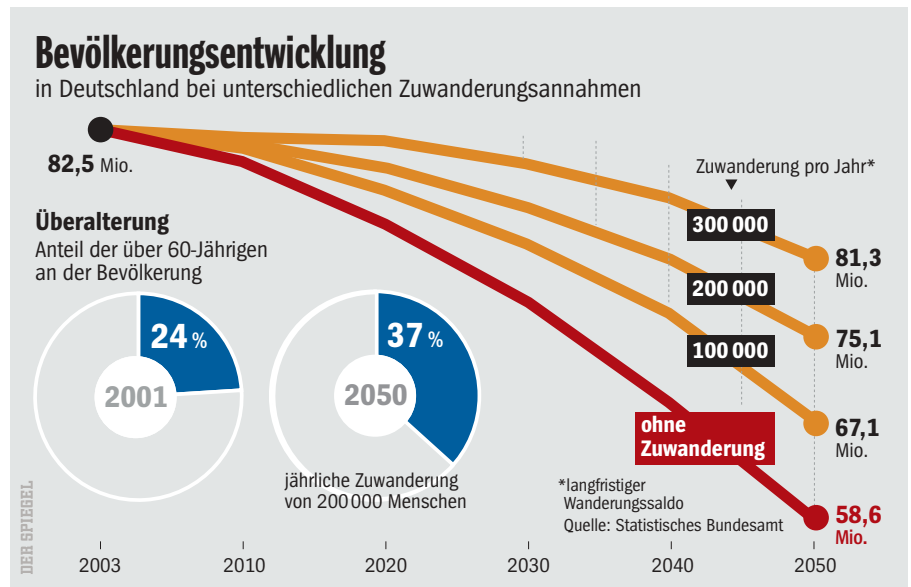 Bevölkerungsentwicklung
in Deutschland bei unterschiedlichen Zuwanderungsannahmen
82,5 Mio.
Zuwanderung pro Jahr*
300 000
81,3
Mio.
200 000
75,1
Mio.
100 000
67,1
Mio.
ohne
Zuwanderung
58,6
Mio.
Überalterung
Anteil der über 60-Jährigen
an der Bevölkerung
24 %
2001
37 %
2050
jährliche Zuwanderung
von 200 000 Menschen
*langfristiger
Wanderungssaldo
Quelle: Statistisches Bundesamt
DER SPIEGEL
2003
2010
2020
2030
2040
2050